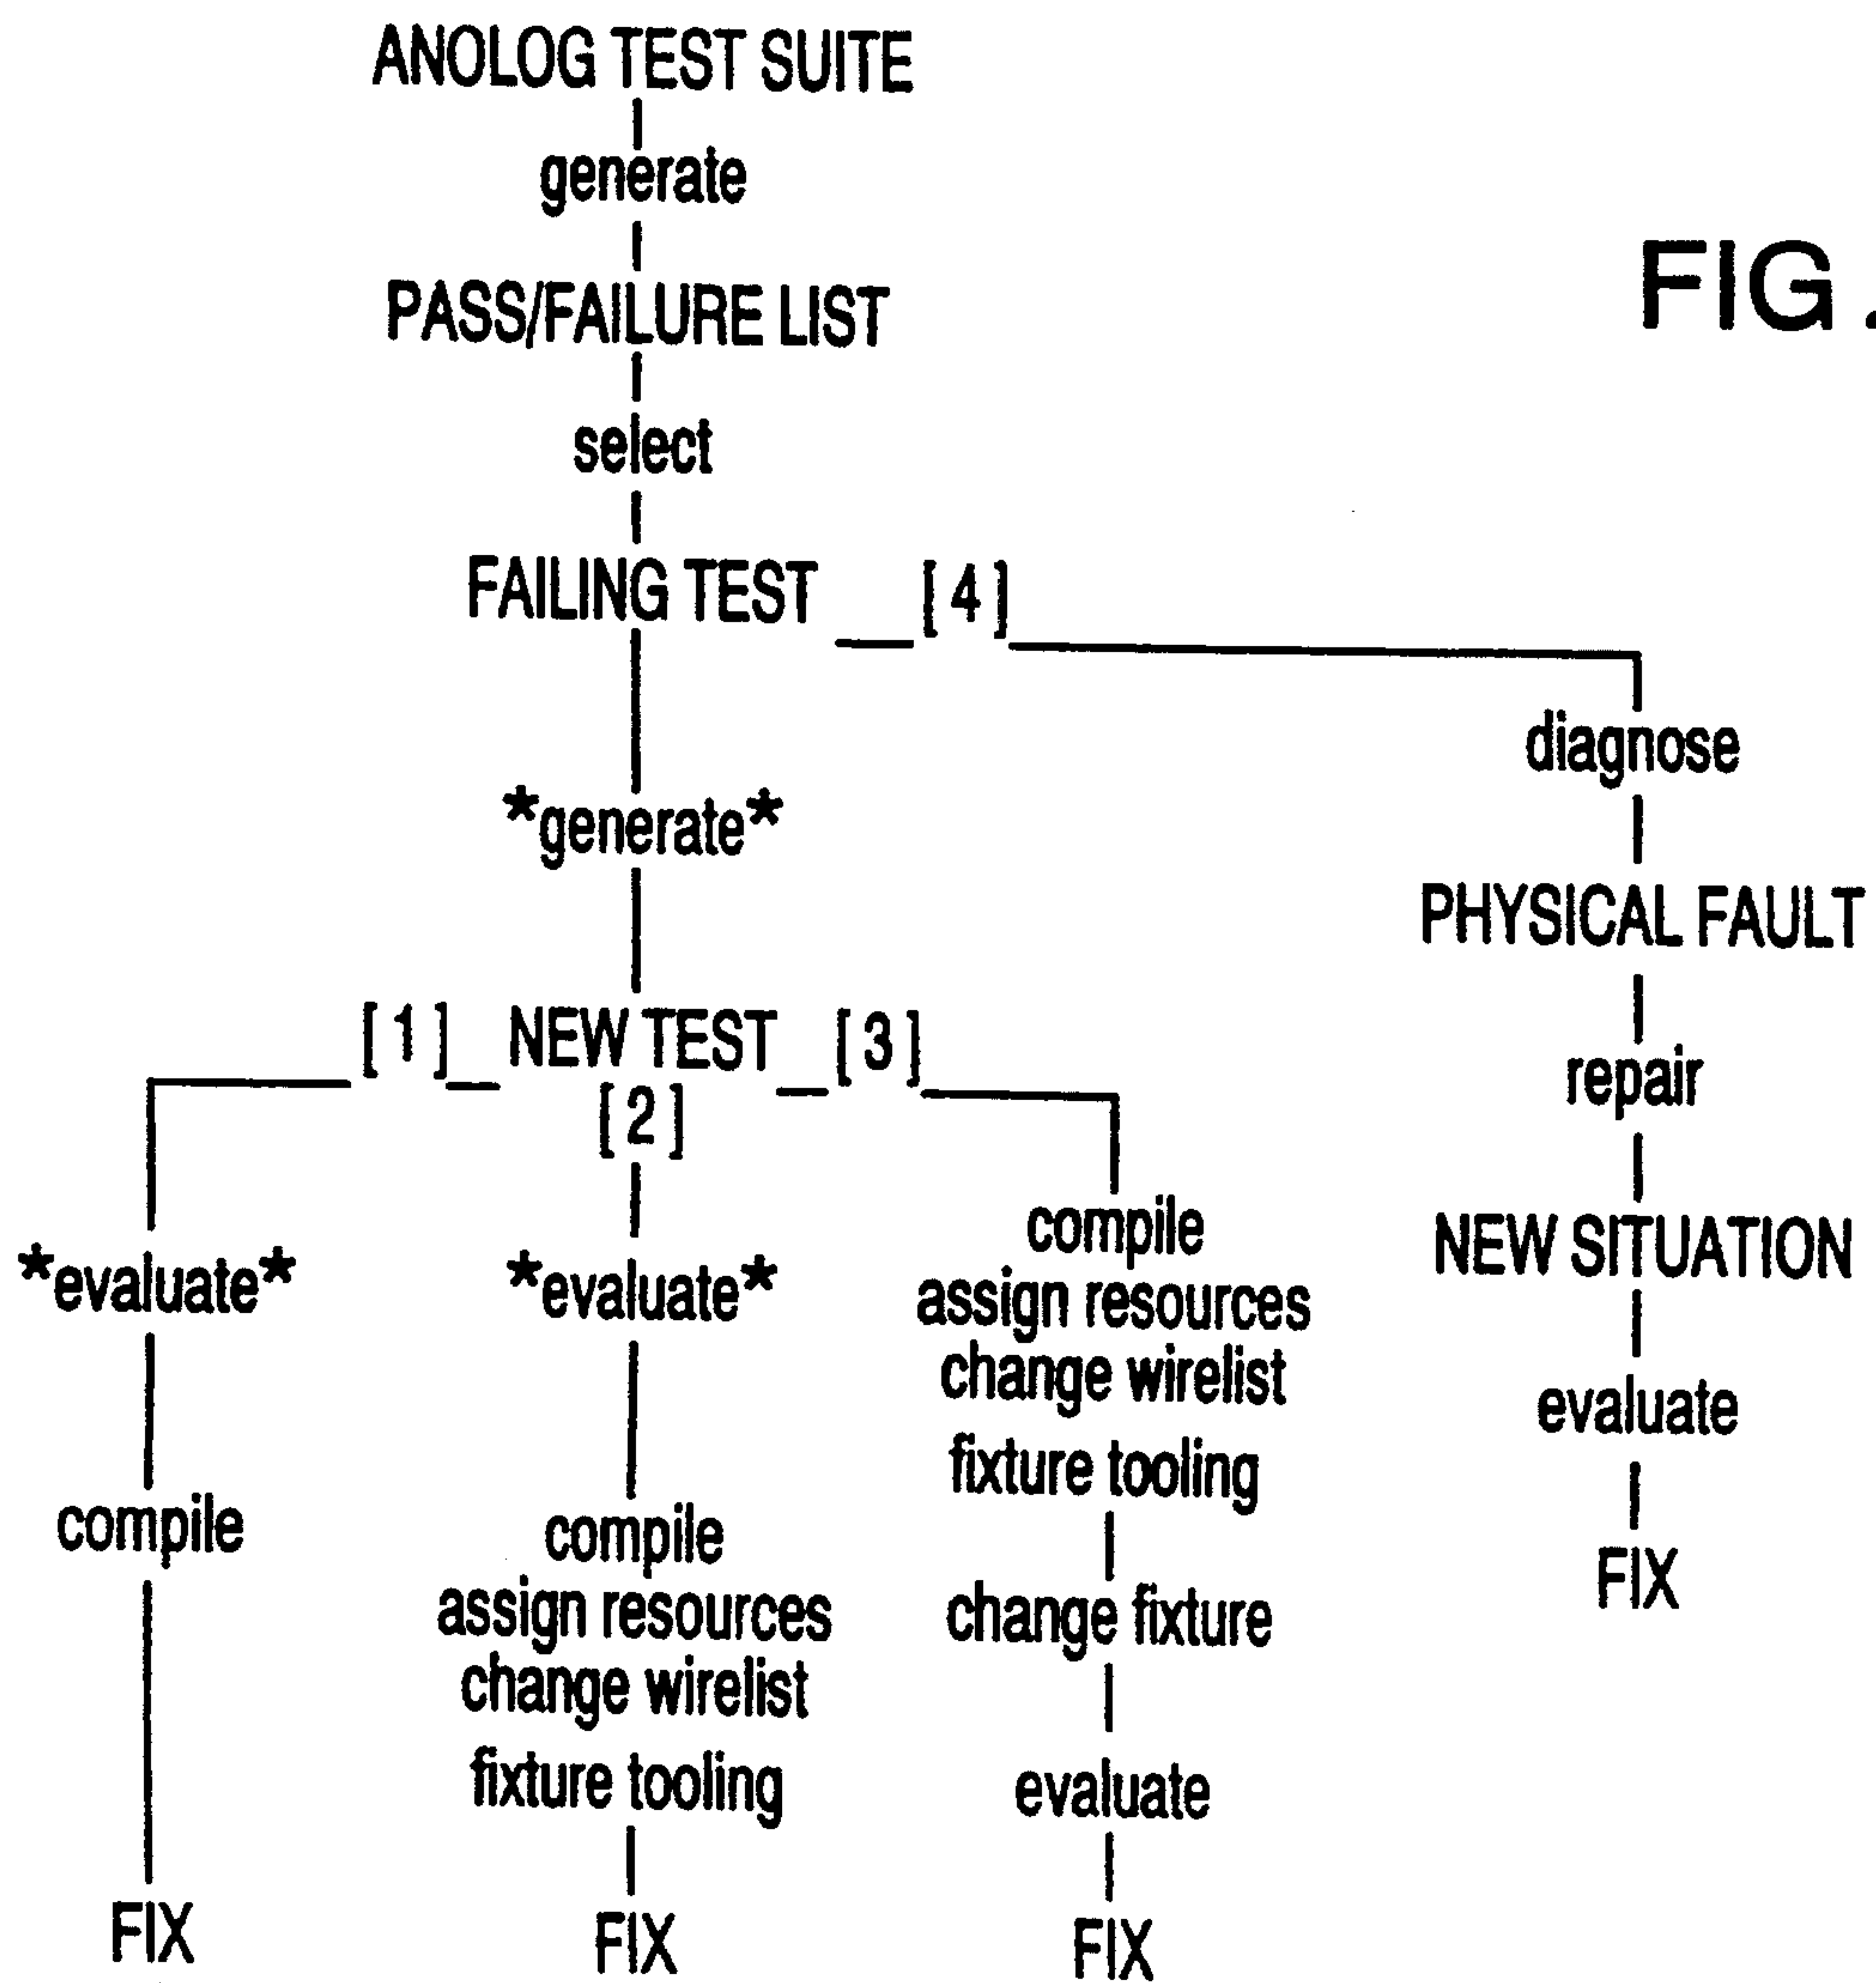 ANOLOG TEST SUITE
generate
FIG.
PASS/FAILURE LIST
select
FAILING TEST [4]
diagnose
*generate*
PHYSICAL FAULT
[1] NEW TEST [3]
[2]
repair
*evaluate*
*evaluate*
compile
assign resources
change wirelist
fixture tooling
NEW SITUATION
evaluate
compile
compile
assign resources
change wirelist
fixture tooling
change fixture
FIX
evaluate
FIX
FIX
FIX